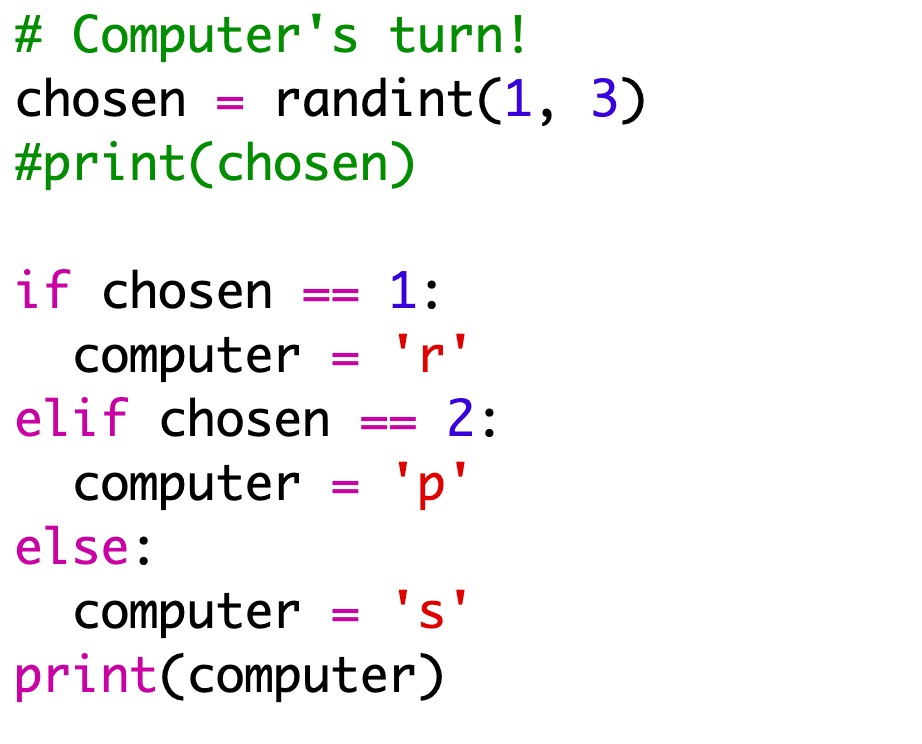 # Computer's turn!
chosen = randint(1, 3)
#print(chosen)

if chosen == 1:
  computer = 'r'
elif chosen == 2:
  computer = 'p'
else:
  computer = 's'
print(computer)